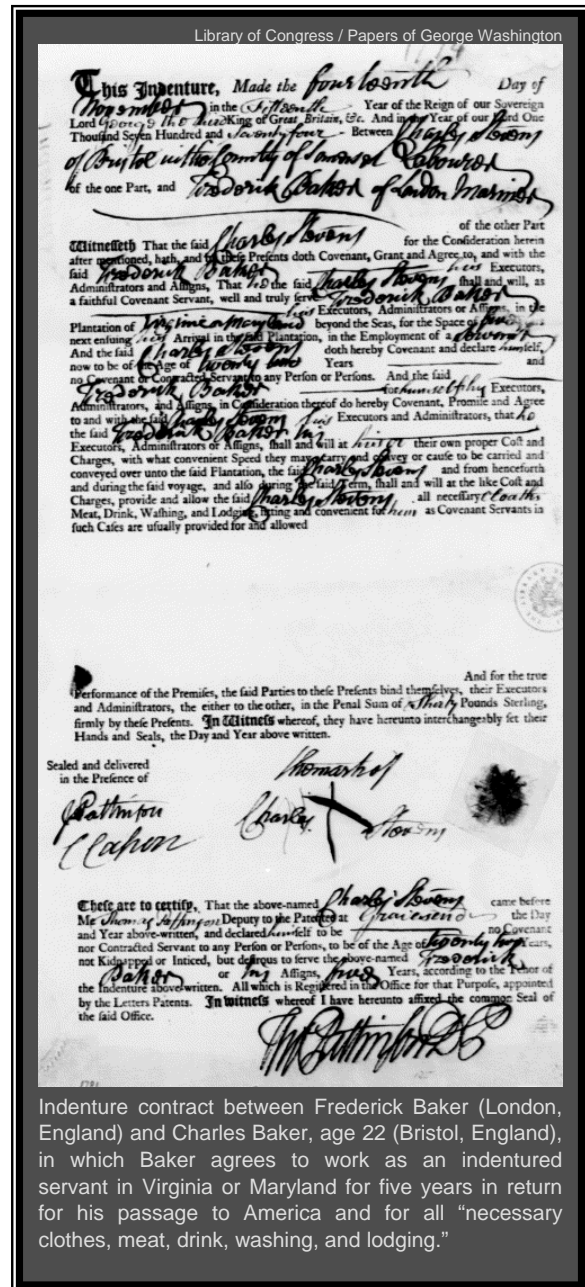 Library of Congress / Papers of George Washington
This Indenture, Made the fourteenth Day of
November in the Fifteenth Year of the Reign of our Sovereign
Lord George the third King of Great Britain, &c. And in the Year of our Lord One
Thousand Seven Hundred and Seventy four Between Charles Stevens
of Bristol in the County of Somerset Labourer
of the one Part, and Frederick Baker of London Mariner
of the other Part
Witnesseth That the said Charles Stevens for the Consideration herein
after mentioned, hath, and by these Presents doth Covenant, Grant and Agree to, and with the
said Frederick Baker his Executors,
Administrators and Assigns, That he the said Charles Stevens shall and will, as
a faithful Covenant Servant, well and truly serve Frederick Baker
his Executors, Administrators or Assigns, in the
Plantation of Virginia or Maryland beyond the Seas, for the Space of five
next ensuing his Arrival in the said Plantation, in the Employment of a Servant
And the said Charles Stevens doth hereby Covenant and declare himself,
now to be of the Age of twenty two Years and
no Covenant or Contracted Servant to any Person or Persons. And the said
Frederick Baker for himself his Executors,
Administrators, and Assigns, in Consideration thereof do hereby Covenant, Promise and Agree
to and with the said Charles Stevens his Executors and Administrators, that he
the said Frederick Baker his
Executors, Administrators or Assigns, shall and will at his or their own proper Cost and
Charges, with what convenient Speed they may, carry and convey or cause to be carried and
conveyed over unto the said Plantation, the said Charles Stevens and from henceforth
and during the said voyage, and also during the said Term, shall and will at the like Cost and
Charges, provide and allow the said Charles Stevens all necessary Cloaths
Meat, Drink, Washing, and Lodging, fitting and convenient for him as Covenant Servants in
such Cases are usually provided for and allowed
And for the true
Performance of the Premises, the said Parties to these Presents bind themselves, their Executors
and Administrators, the either to the other, in the Penal Sum of Thirty Pounds Sterling,
firmly by these Presents. In Witness whereof, they have hereunto interchangeably set their
Hands and Seals, the Day and Year above written.
Sealed and delivered
in the Presence of
Charles Stevens
These are to certify, That the above-named Charles Stevens came before
Me Thomas Pattinson Deputy to the Patentee at Gravesend the Day
and Year above-written, and declared himself to be no Covenant
nor Contracted Servant to any Person or Persons, to be of the Age of twenty two Years,
not Kidnapped or Inticed, but desirous to serve the above-named Frederick
Baker or his Assigns, five Years, according to the Tenor of
the Indenture above written. All which is Registered in the Office for that Purpose, appointed
by the Letters Patents. In witness whereof I have hereunto affixed the common Seal of
the said Office.
Indenture contract between Frederick Baker (London,
England) and Charles Baker, age 22 (Bristol, England),
in which Baker agrees to work as an indentured
servant in Virginia or Maryland for five years in return
for his passage to America and for all “necessary
clothes, meat, drink, washing, and lodging.”